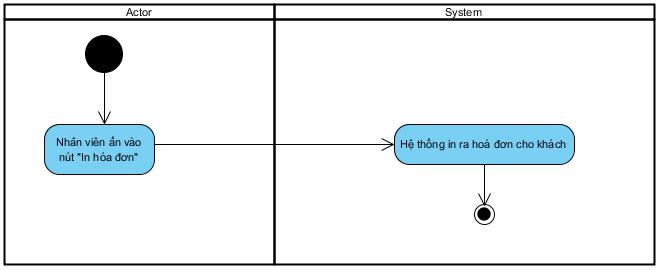 Actor
System
Nhân viên ấn vào
nút "In hóa đơn"
Hệ thống in ra hoá đơn cho khách